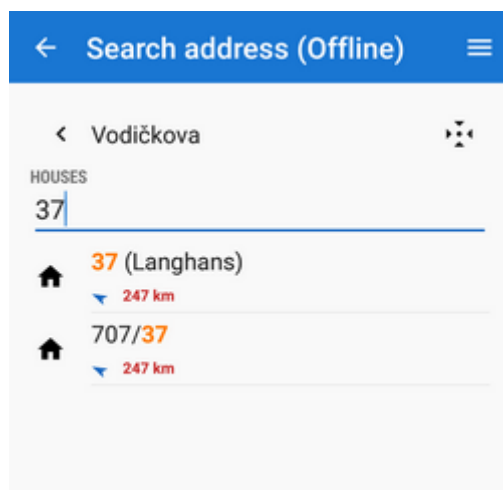 Search address (Offline)
Vodičkova
HOUSES
37
37 (Langhans)
247 km
707/37
247 km